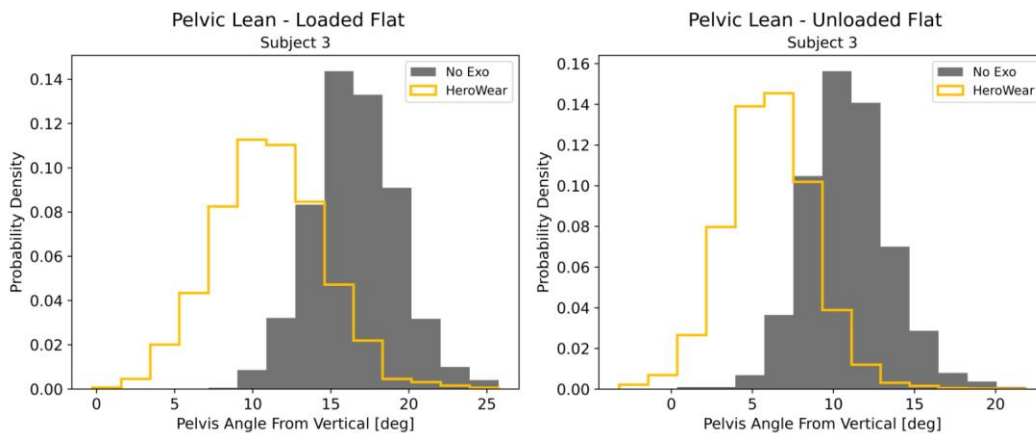 Pelvic Lean - Loaded Flat
Subject 3
No Exo
HeroWear
Probability Density
0.14
0.12
0.10
0.08
0.06
0.04
0.02
0.00
0
5
10
15
20
25
Pelvis Angle From Vertical [deg]
Pelvic Lean - Unloaded Flat
Subject 3
No Exo
HeroWear
Probability Density
0.16
0.14
0.12
0.10
0.08
0.06
0.04
0.02
0.00
0
5
10
15
20
Pelvis Angle From Vertical [deg]